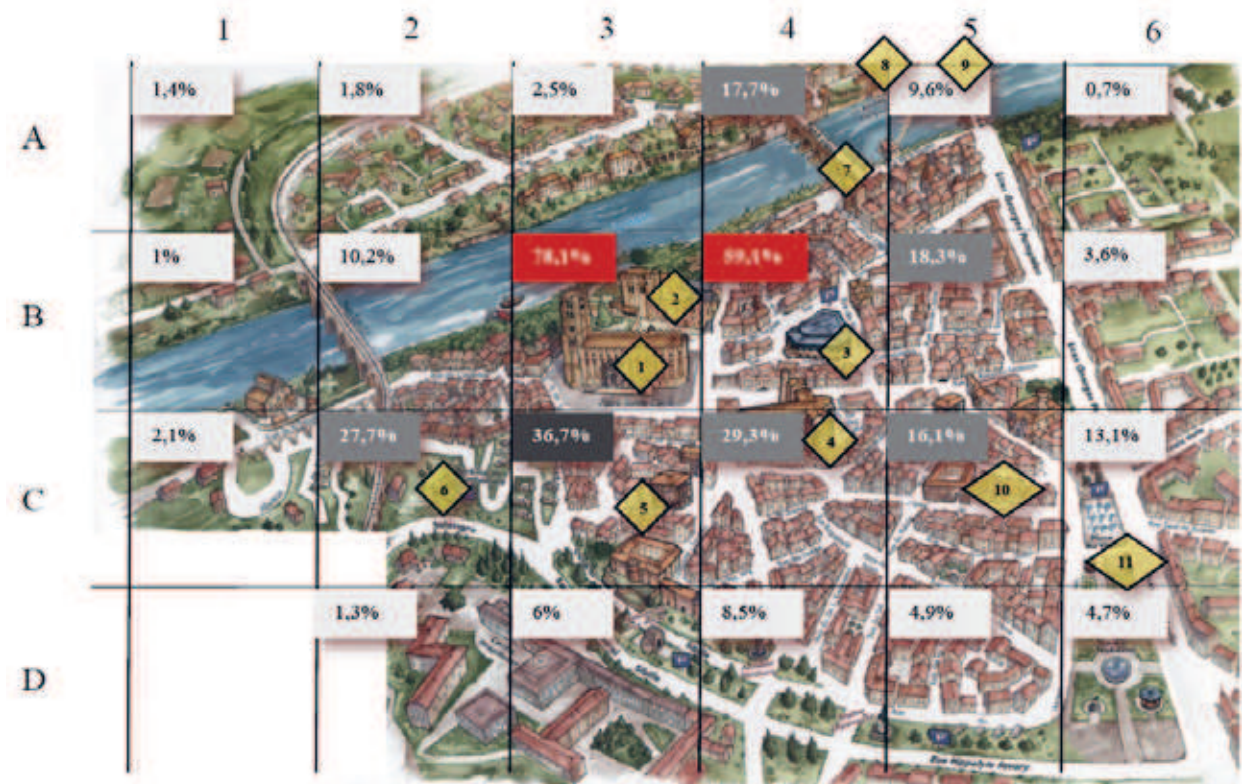 1 2 3 4 5 6
8 9
A 1,4% 1,8% 2,5% 17,7% 9,6% 0,7%
7
B 1% 10,2% 78,1% 59,1% 18,3% 3,6%
2
1 3
C 2,1% 27,7% 36,7% 29,3% 16,1% 13,1%
4
6 5 10
11
D 1,3% 6% 8,5% 4,9% 4,7%